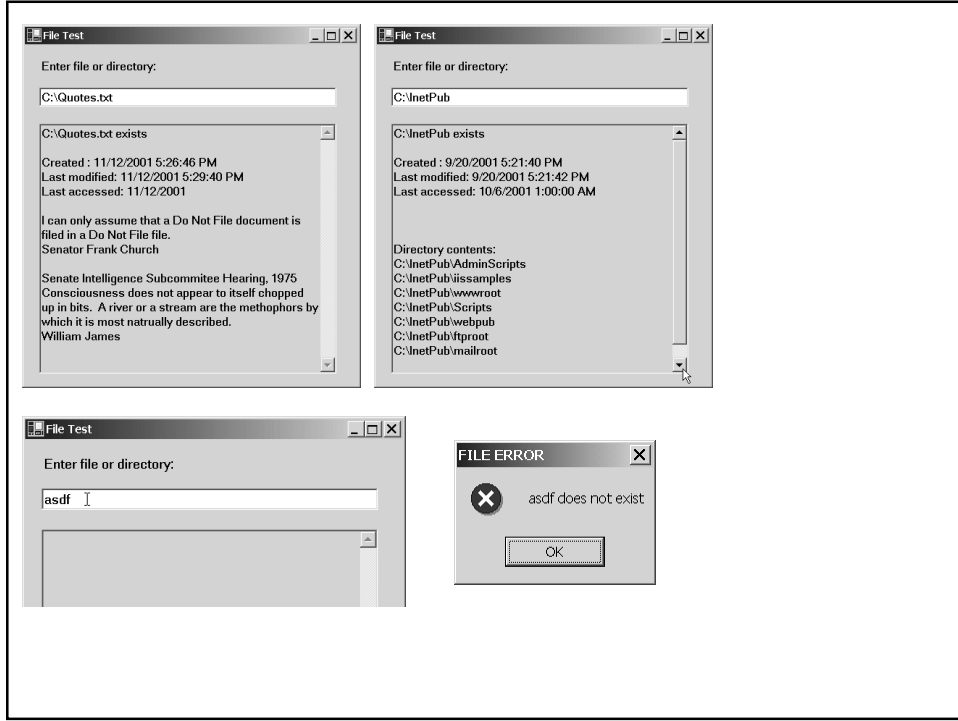 File Test
Enter file or directory:
C:\Quotes.txt
C:\Quotes.txt exists
Created : 11/12/2001 5:26:46 PM
Last modified: 11/12/2001 5:29:40 PM
Last accessed: 11/12/2001
I can only assume that a Do Not File document is
filed in a Do Not File file.
Senator Frank Church
Senate Intelligence Subcommitee Hearing, 1975
Consciousness does not appear to itself chopped
up in bits.  A river or a stream are the methophors by
which it is most natrually described.
William James
File Test
Enter file or directory:
C:\InetPub
C:\InetPub exists
Created : 9/20/2001 5:21:40 PM
Last modified: 9/20/2001 5:21:42 PM
Last accessed: 10/6/2001 1:00:00 AM
Directory contents:
C:\InetPub\AdminScripts
C:\InetPub\iissamples
C:\InetPub\wwwroot
C:\InetPub\Scripts
C:\InetPub\webpub
C:\InetPub\ftproot
C:\InetPub\mailroot
File Test
Enter file or directory:
asdf
FILE ERROR
asdf does not exist
OK